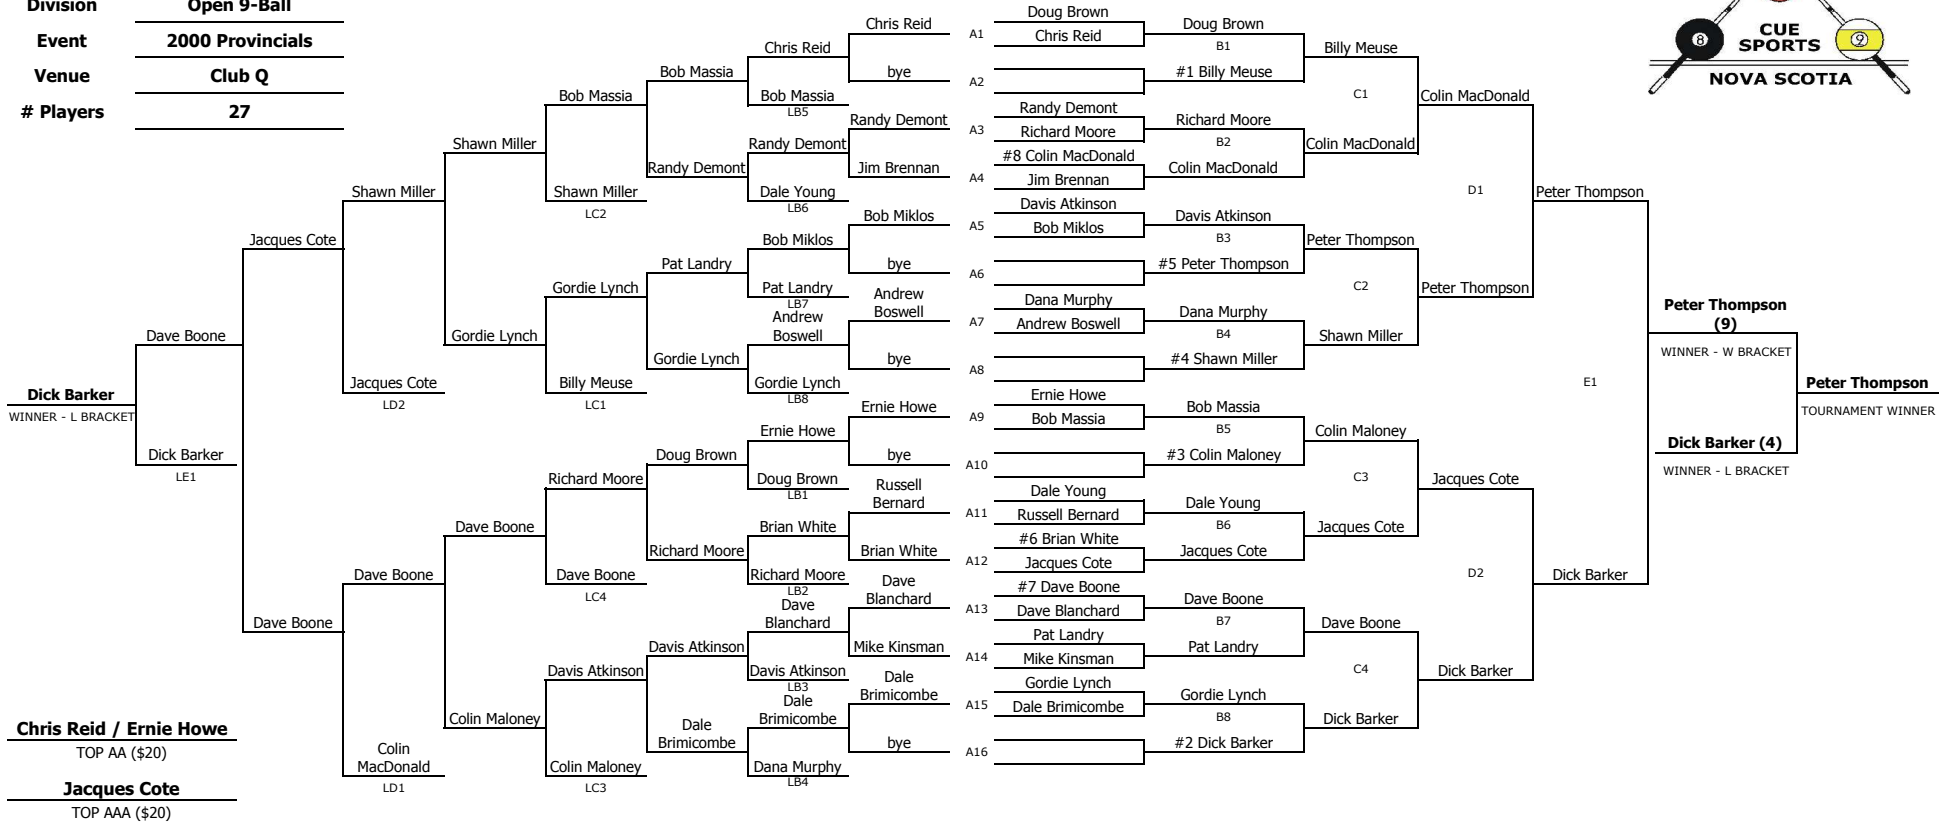 Division Open 9-Ball
Event 2000 Provincials
Venue Club Q
# Players 27
8
9
CUE
SPORTS
NOVA SCOTIA
Dick Barker
WINNER - L BRACKET
Dave Boone
Dick Barker
LE1
Jacques Cote
Dave Boone
Shawn Miller
Jacques Cote
LD2
Dave Boone
Colin
MacDonald
LD1
Shawn Miller
Gordie Lynch
Dave Boone
Colin Maloney
Bob Massia
Shawn Miller
LC2
Gordie Lynch
Billy Meuse
LC1
Richard Moore
Dave Boone
LC4
Davis Atkinson
Colin Maloney
LC3
Bob Massia
Randy Demont
Pat Landry
Gordie Lynch
Doug Brown
Richard Moore
Davis Atkinson
Dale
Brimicombe
Chris Reid
Bob Massia
LB5
Randy Demont
Dale Young
LB6
Bob Miklos
Pat Landry
LB7
Andrew
Boswell
Gordie Lynch
LB8
Ernie Howe
Doug Brown
LB1
Brian White
Richard Moore
LB2
Dave
Blanchard
Davis Atkinson
LB3
Dale
Brimicombe
Dana Murphy
LB4
Chris Reid
bye
Randy Demont
Jim Brennan
Bob Miklos
bye
Andrew
Boswell
bye
Ernie Howe
bye
Russell
Bernard
Brian White
Dave
Blanchard
Mike Kinsman
Dale
Brimicombe
bye
A1
A2
A3
A4
A5
A6
A7
A8
A9
A10
A11
A12
A13
A14
A15
A16
Doug Brown
Chris Reid
Randy Demont
Richard Moore
#8 Colin MacDonald
Jim Brennan
Davis Atkinson
Bob Miklos
Dana Murphy
Andrew Boswell
Ernie Howe
Bob Massia
Dale Young
Russell Bernard
#6 Brian White
Jacques Cote
#7 Dave Boone
Dave Blanchard
Pat Landry
Mike Kinsman
Gordie Lynch
Dale Brimicombe
Doug Brown
B1
#1 Billy Meuse
Richard Moore
B2
Colin MacDonald
Davis Atkinson
B3
#5 Peter Thompson
Dana Murphy
B4
#4 Shawn Miller
Bob Massia
B5
#3 Colin Maloney
Dale Young
B6
Jacques Cote
Dave Boone
B7
Pat Landry
Gordie Lynch
B8
#2 Dick Barker
Billy Meuse
C1
Colin MacDonald
Peter Thompson
C2
Shawn Miller
Colin Maloney
C3
Jacques Cote
Dave Boone
C4
Dick Barker
Colin MacDonald
D1
Peter Thompson
Jacques Cote
D2
Dick Barker
Peter Thompson
E1
Dick Barker
Peter Thompson
(9)
WINNER - W BRACKET
Dick Barker (4)
WINNER - L BRACKET
Peter Thompson
TOURNAMENT WINNER
Chris Reid / Ernie Howe
TOP AA ($20)
Jacques Cote
TOP AAA ($20)